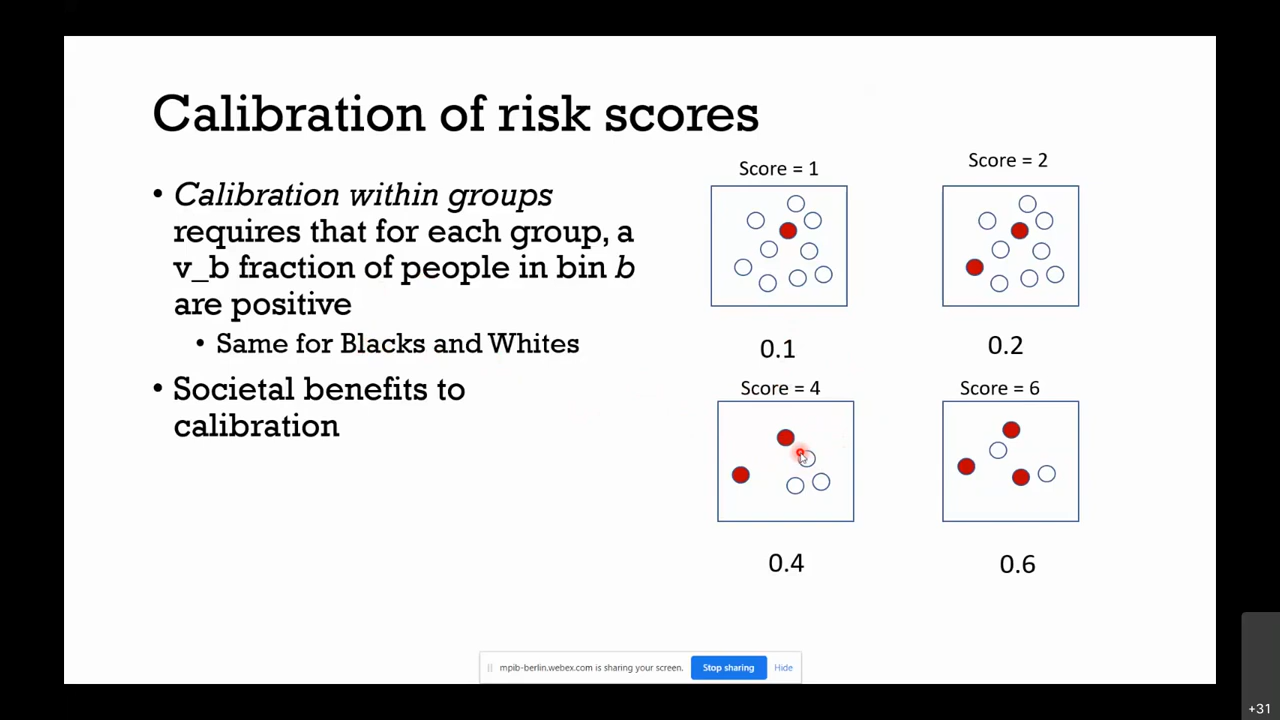 Calibration of risk scores
• Calibration within groups
requires that for each group, a
v_b fraction of people in bin b
are positive
• Same for Blacks and Whites
• Societal benefits to
calibration
Score = 1
Score = 2
0.1
0.2
Score = 4
Score = 6
0.4
0.6
mpib-berlin.webex.com is sharing your screen.
Stop sharing
Hide
+31